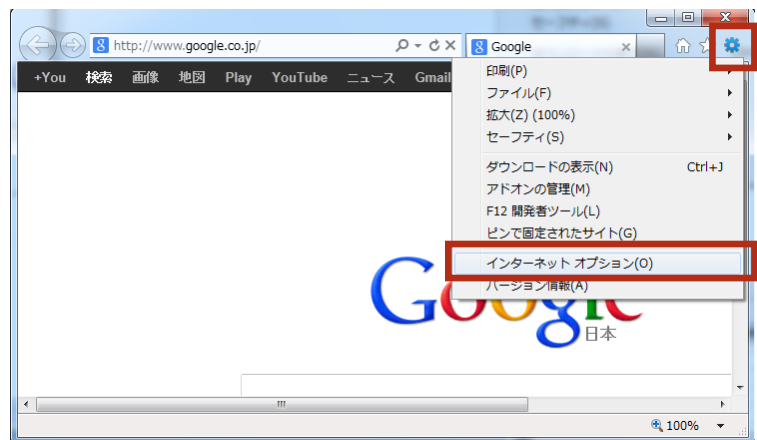 http://www.google.co.jp/
Google
+You 検索 画像 地図 Play YouTube ニュース Gmail
印刷(P)
ファイル(F)
拡大(Z) (100%)
セーフティ(S)
ダウンロードの表示(N) Ctrl+J
アドオンの管理(M)
F12 開発者ツール(L)
ピンで固定されたサイト(G)
インターネット オプション(O)
バージョン情報(A)
Google
日本
100%